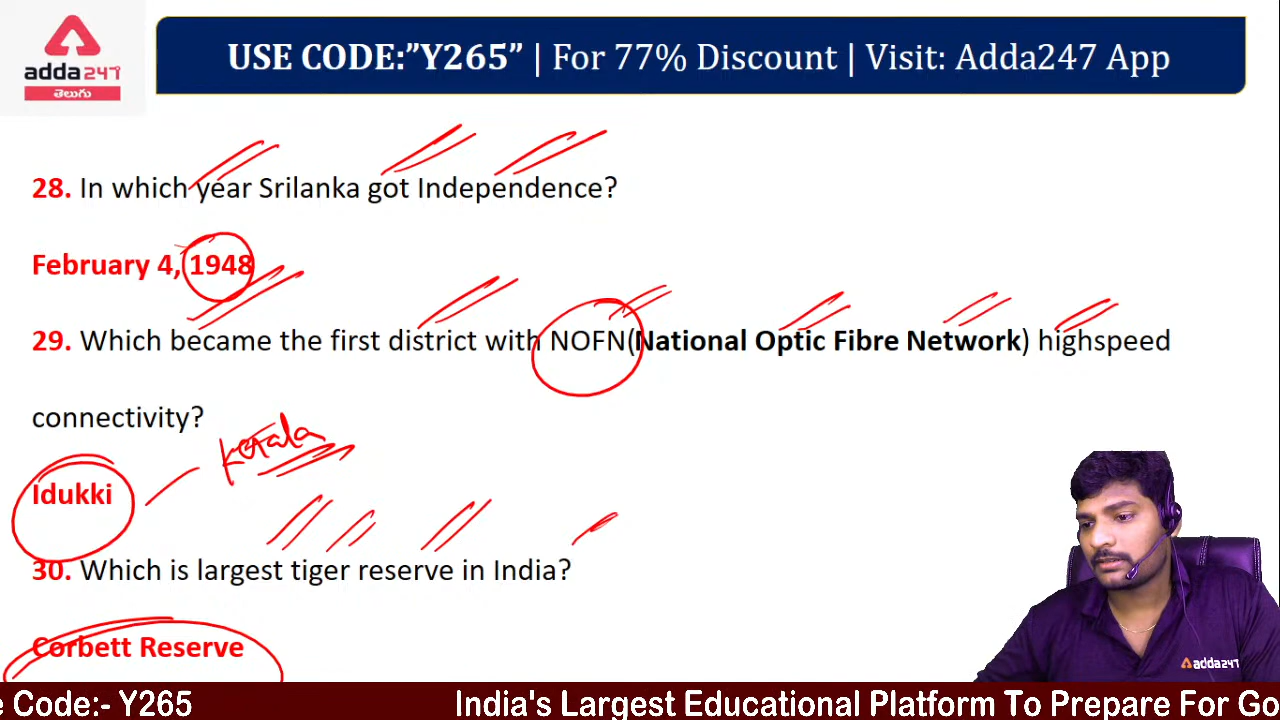 adda247
తెలుగు
USE CODE:”Y265” | For 77% Discount | Visit: Adda247 App
28. In which year Srilanka got Independence?
February 4, 1948
29. Which became the first district with NOFN(National Optic Fibre Network) highspeed
connectivity?
kerala
Idukki
30. Which is largest tiger reserve in India?
Corbett Reserve
adda247
e Code:- Y265 India's Largest Educational Platform To Prepare For Go